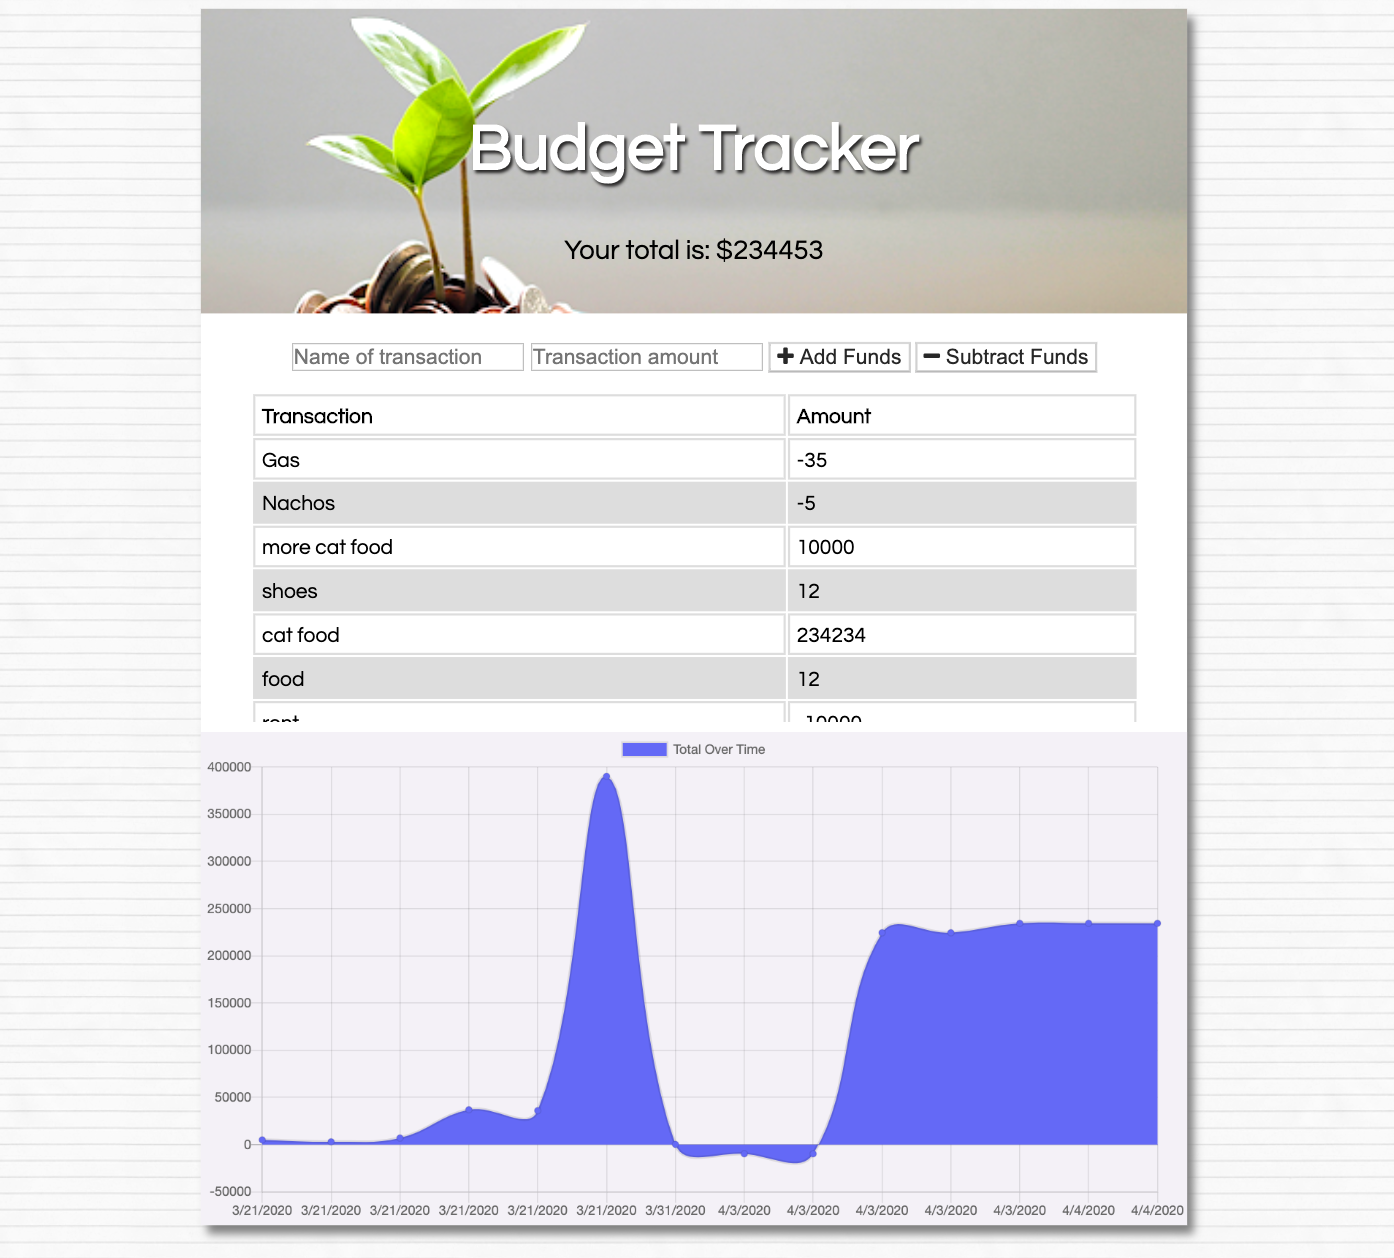 Budget Tracker
Your total is: $234453
Name of transaction Transaction amount Add Funds Subtract Funds
Transaction Amount
Gas -35
Nachos -5
more cat food 10000
shoes 12
cat food 234234
food 12
rent -10000
Total Over Time
400000
350000
300000
250000
200000
150000
100000
50000
0
-50000
3/21/2020 3/21/2020 3/21/2020 3/21/2020 3/21/2020 3/21/2020 3/31/2020 4/3/2020 4/3/2020 4/3/2020 4/3/2020 4/3/2020 4/4/2020 4/4/2020